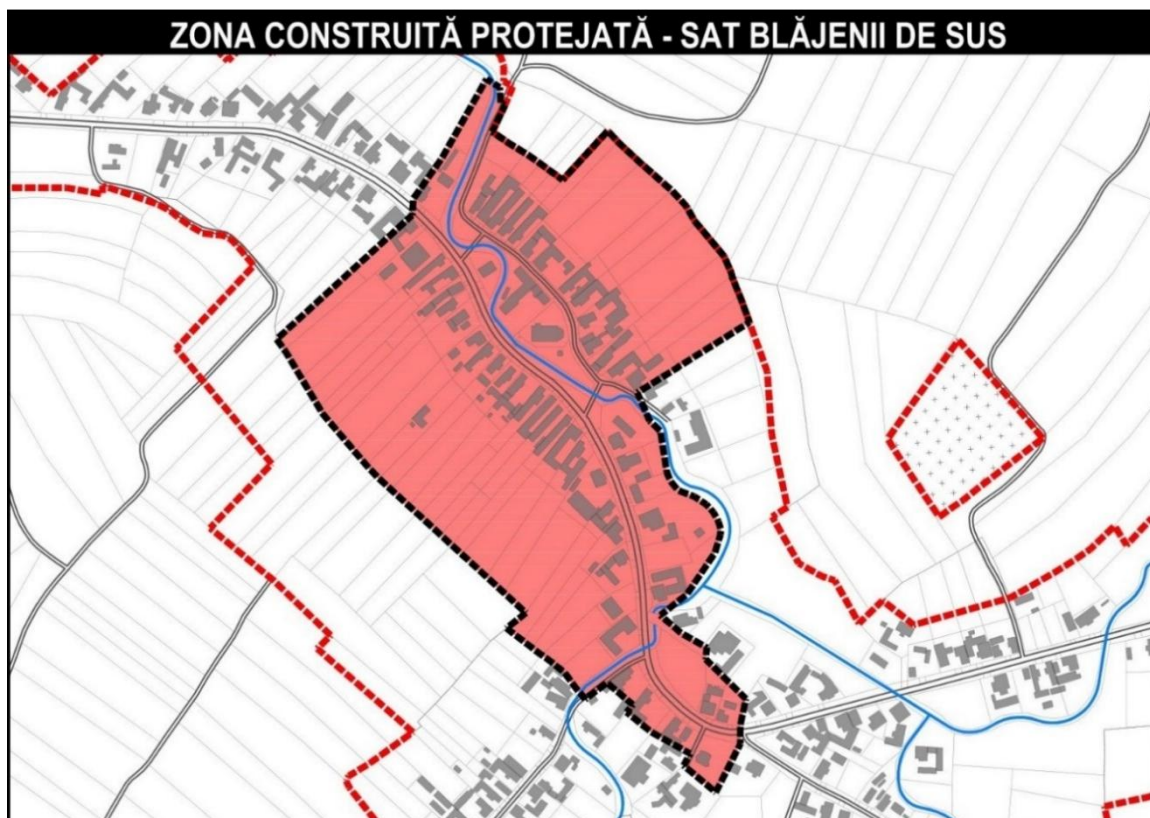 ZONA CONSTRUITĂ PROTEJATĂ - SAT BLĂJENII DE SUS